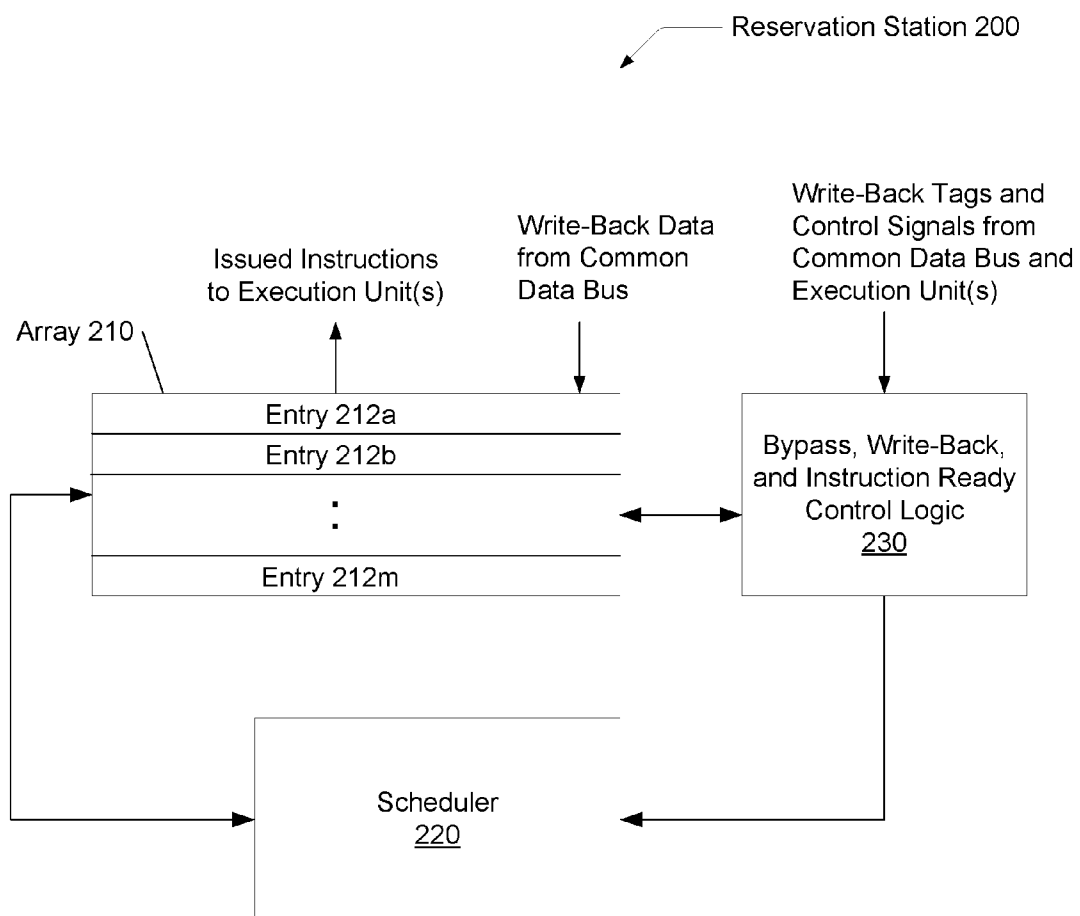 Reservation Station 200
Issued Instructions
to Execution Unit(s)
Write-Back Data
from Common
Data Bus
Write-Back Tags and
Control Signals from
Common Data Bus and
Execution Unit(s)
Array 210
Entry 212a
Entry 212b
:
Entry 212m
Bypass, Write-Back,
and Instruction Ready
Control Logic
230
Scheduler
220